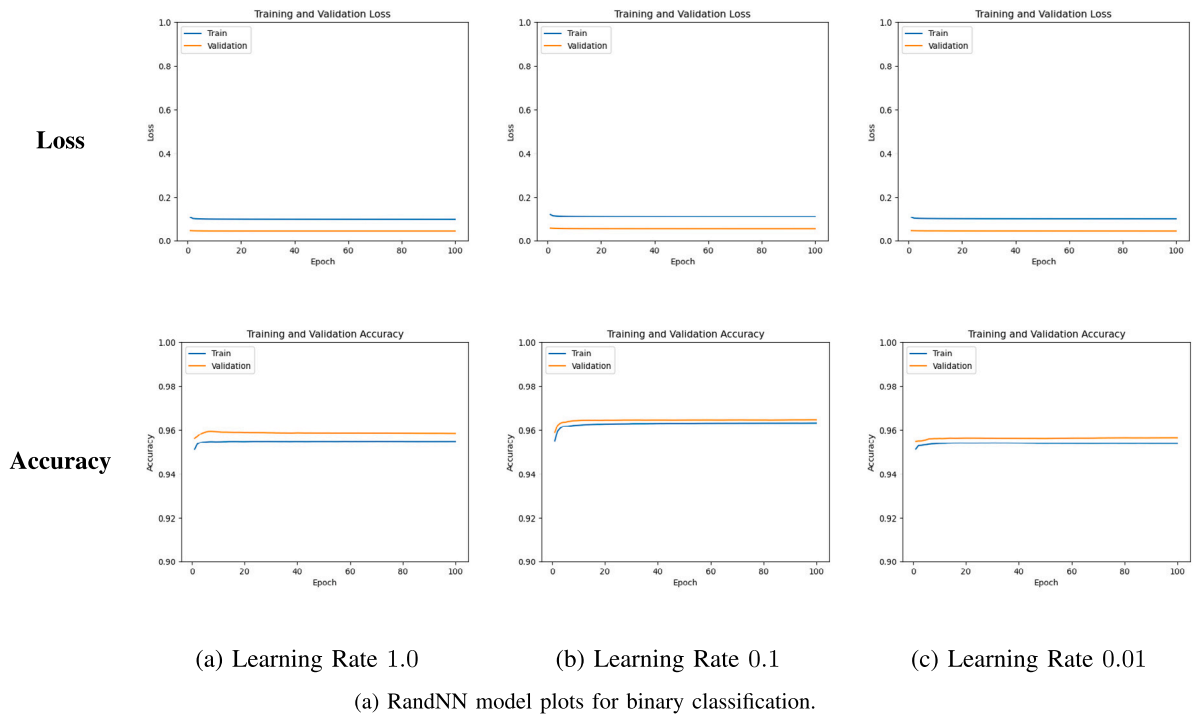 Training and Validation Loss
1.0
0.8
0.6
0.4
0.2
0.0
Loss
Train
Validation
0 20 40 60 80 100
Epoch
Training and Validation Loss
1.0
0.8
0.6
0.4
0.2
0.0
Loss
Train
Validation
0 20 40 60 80 100
Epoch
Training and Validation Loss
1.0
0.8
0.6
0.4
0.2
0.0
Loss
Train
Validation
0 20 40 60 80 100
Epoch
Loss
Training and Validation Accuracy
1.00
0.98
0.96
0.94
0.92
0.90
Accuracy
Train
Validation
0 20 40 60 80 100
Epoch
Training and Validation Accuracy
1.00
0.98
0.96
0.94
0.92
0.90
Accuracy
Train
Validation
0 20 40 60 80 100
Epoch
Training and Validation Accuracy
1.00
0.98
0.96
0.94
0.92
0.90
Accuracy
Train
Validation
0 20 40 60 80 100
Epoch
Accuracy
(a) Learning Rate 1.0
(b) Learning Rate 0.1
(c) Learning Rate 0.01
(a) RandNN model plots for binary classification.